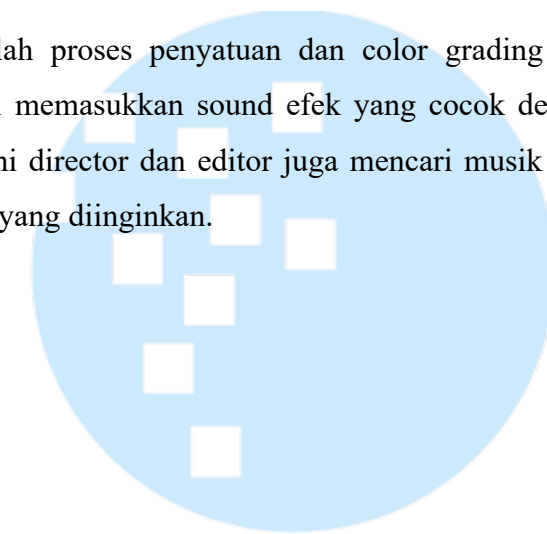 lah proses penyatuan dan color grading
memasukkan sound efek yang cocok de
ni director dan editor juga mencari musik
yang diinginkan.